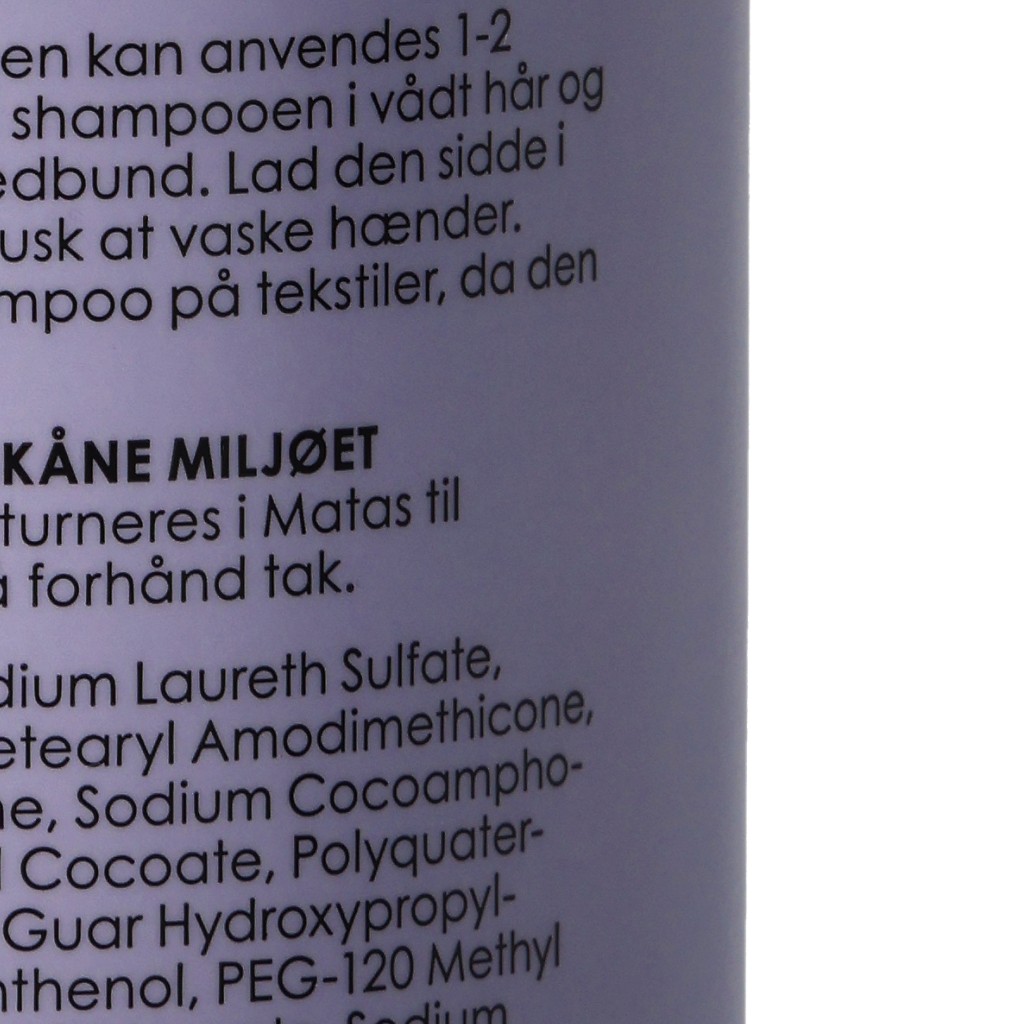 en kan anvendes 1-2
shampooen i vådt hår og
edbund. Lad den sidde i
usk at vaske hænder.
mpoo på tekstiler, da den
KÅNE MILJØET
turneres i Matas til
forhånd tak.
dium Laureth Sulfate,
etearyl Amodimethicone,
ne, Sodium Cocoampho-
Cocoate, Polyquater-
Guar Hydroxypropyl-
nthenol, PEG-120 Methyl
Sodium